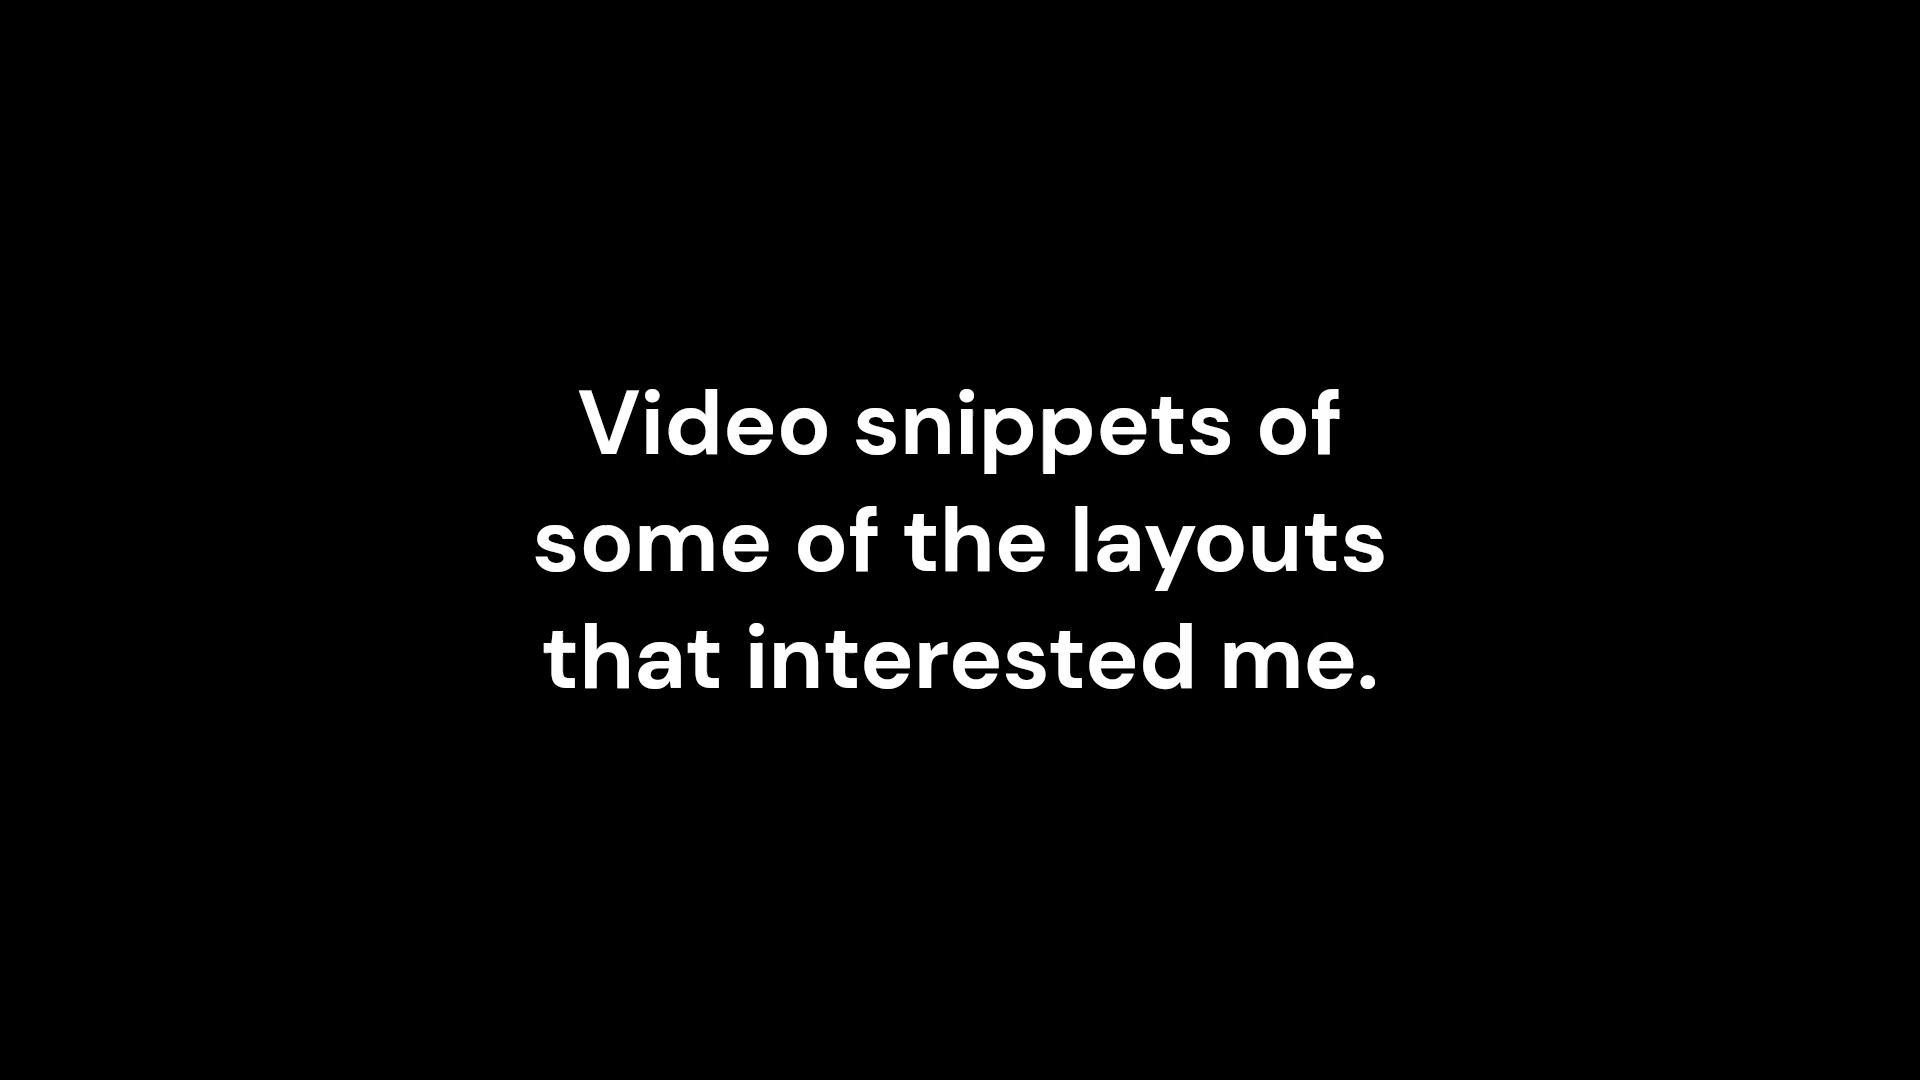 Video snippets of
some of the layouts
that interested me.